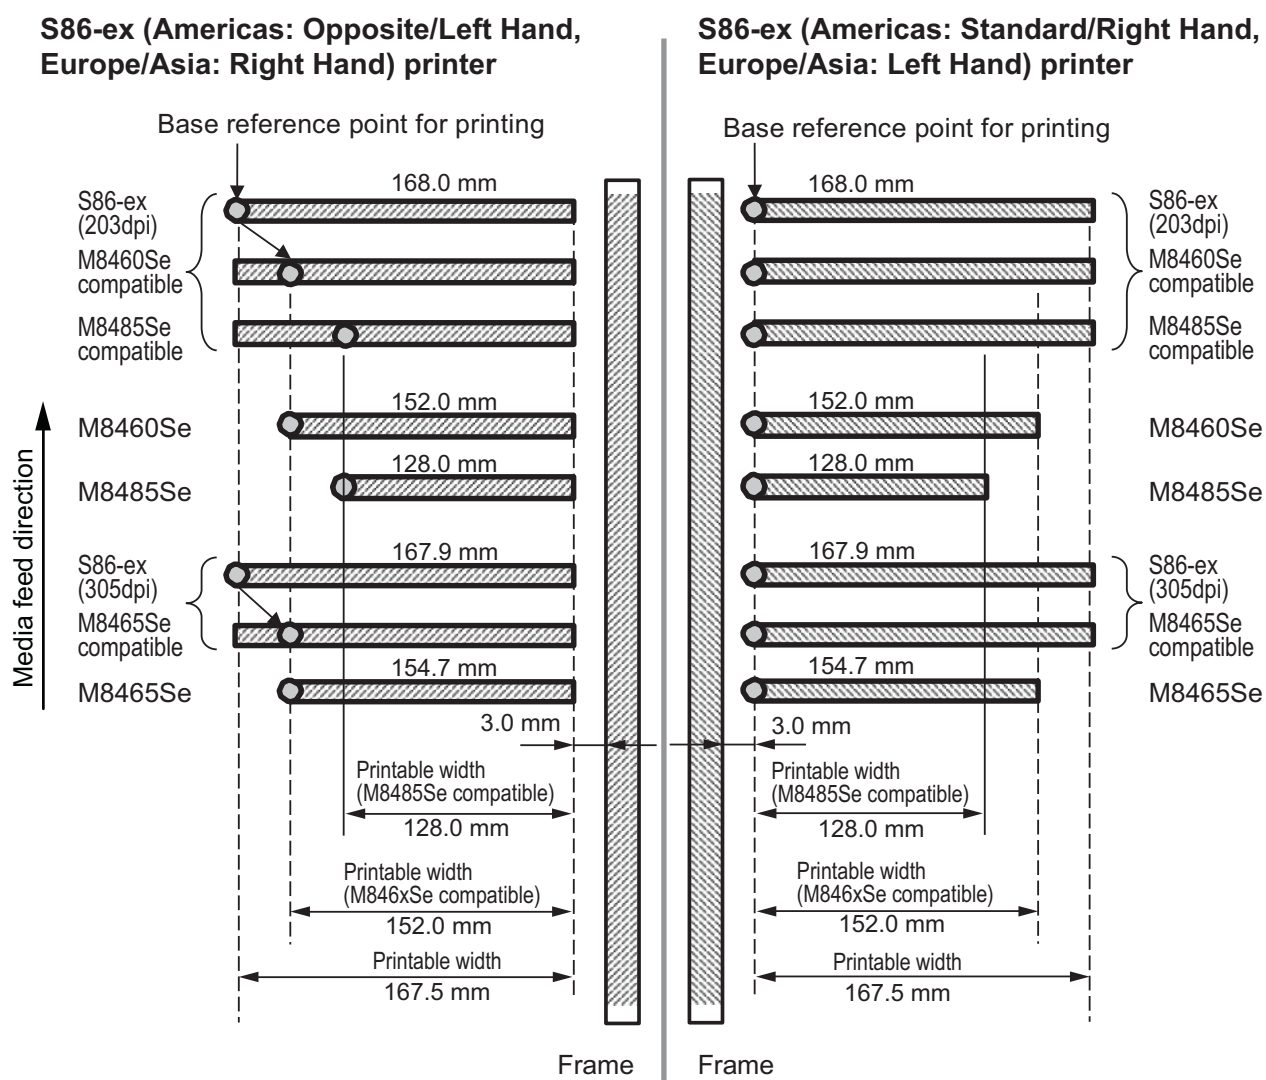 S86-ex (Americas: Opposite/Left Hand,
Europe/Asia: Right Hand) printer
Base reference point for printing
S86-ex
(203dpi)
168.0 mm
M8460Se
compatible
M8485Se
compatible
M8460Se
152.0 mm
M8485Se
128.0 mm
S86-ex
(305dpi)
167.9 mm
M8465Se
compatible
M8465Se
154.7 mm
Media feed direction
3.0 mm
Printable width
(M8485Se compatible)
128.0 mm
Printable width
(M846xSe compatible)
152.0 mm
Printable width
167.5 mm
Frame
S86-ex (Americas: Standard/Right Hand,
Europe/Asia: Left Hand) printer
Base reference point for printing
168.0 mm
S86-ex
(203dpi)
M8460Se
compatible
M8485Se
compatible
152.0 mm
M8460Se
128.0 mm
M8485Se
167.9 mm
S86-ex
(305dpi)
M8465Se
compatible
154.7 mm
M8465Se
3.0 mm
Printable width
(M8485Se compatible)
128.0 mm
Printable width
(M846xSe compatible)
152.0 mm
Printable width
167.5 mm
Frame